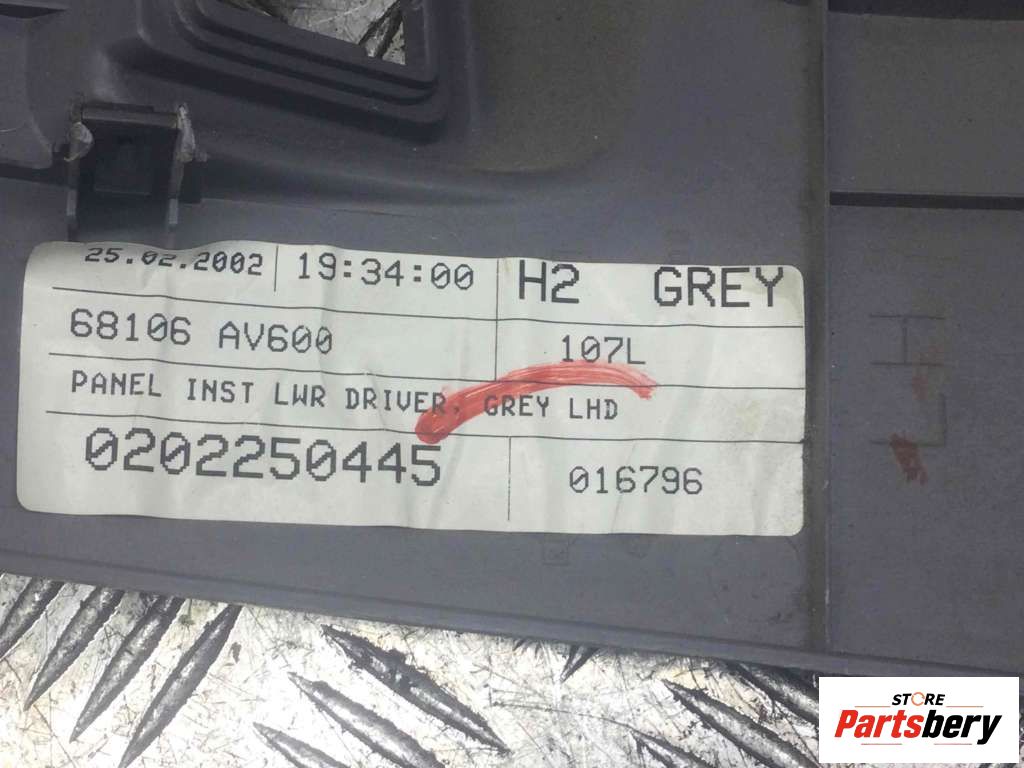 25.02.2002 19:34:00 H2 GREY
68106 AV600 107L
PANEL INST LWR DRIVER, GREY LHD
0202250445 016796
STORE
Partsbery